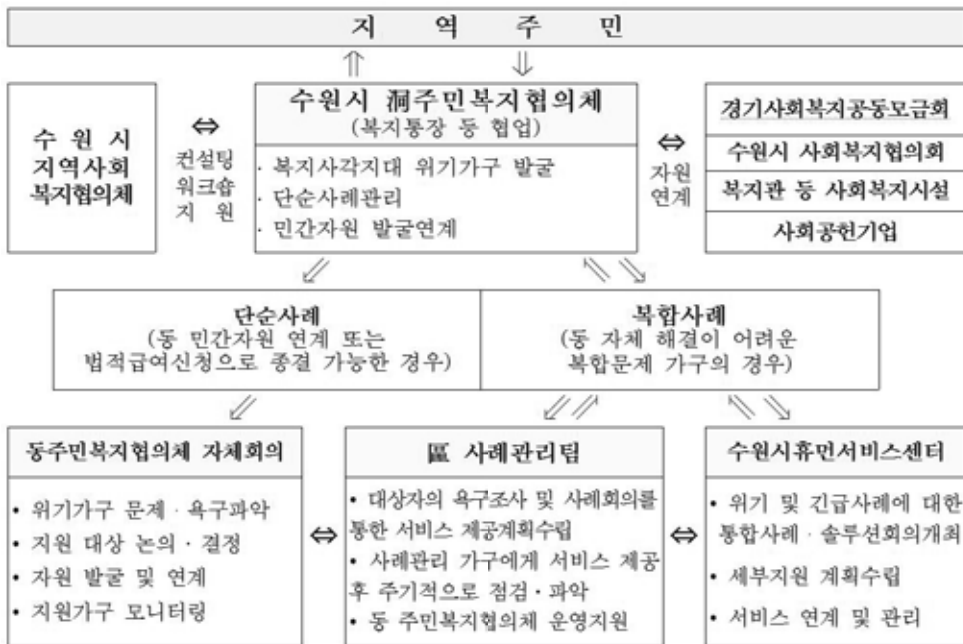 지 역 주 민
⇑ ⇓
수 원 시
지역사회
복지협의체
⇔
컨설팅
워크숍
지 원
수원시 洞주민복지협의체
(복지통장 등 협업)
· 복지사각지대 위기가구 발굴
· 단순사례관리
· 민간자원 발굴연계
⇔
자원
연계
경기사회복지공동모금회
수원시 사회복지협의회
복지관 등 사회복지시설
사회공헌기업
단순사례
(동 민간자원 연계 또는
법적급여신청으로 종결 가능한 경우)
복합사례
(동 자체 해결이 어려운
복합문제 가구의 경우)
동주민복지협의체 자체회의
• 위기가구 문제 · 욕구파악
• 지원 대상 논의 · 결정
• 자원 발굴 및 연계
• 지원가구 모니터링
⇔
區 사례관리팀
• 대상자의 욕구조사 및 사례회의를
통한 서비스 제공계획수립
• 사례관리 가구에게 서비스 제공
후 주기적으로 점검 · 파악
• 동 주민복지협의체 운영지원
⇔
수원시휴먼서비스센터
• 위기 및 긴급사례에 대한
통합사례 · 솔루션회의개최
• 세부지원 계획수립
• 서비스 연계 및 관리